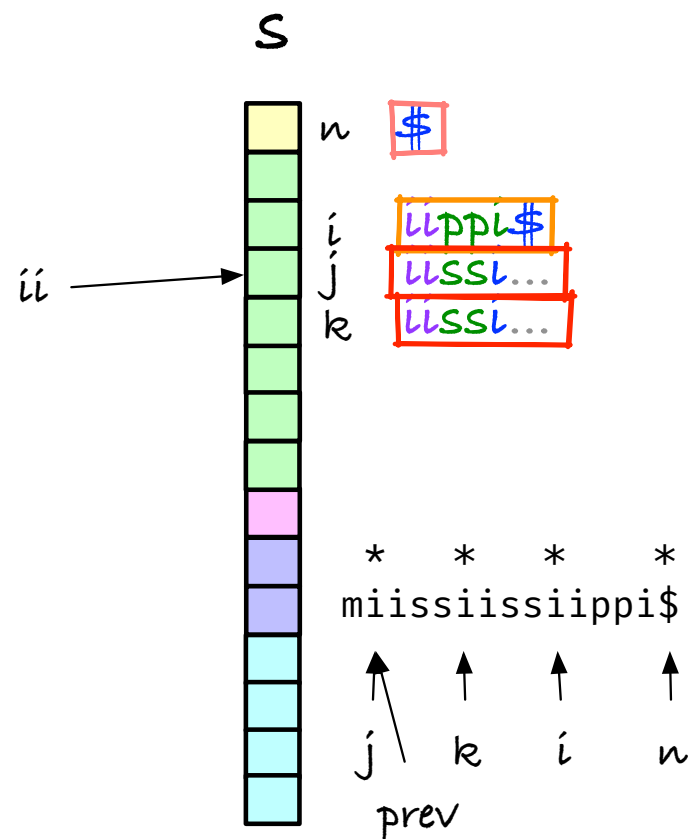 S
n $
i iippi$
ii j iissi...
k iissi...
* * * *
miissiissiippi$
j k i n
prev